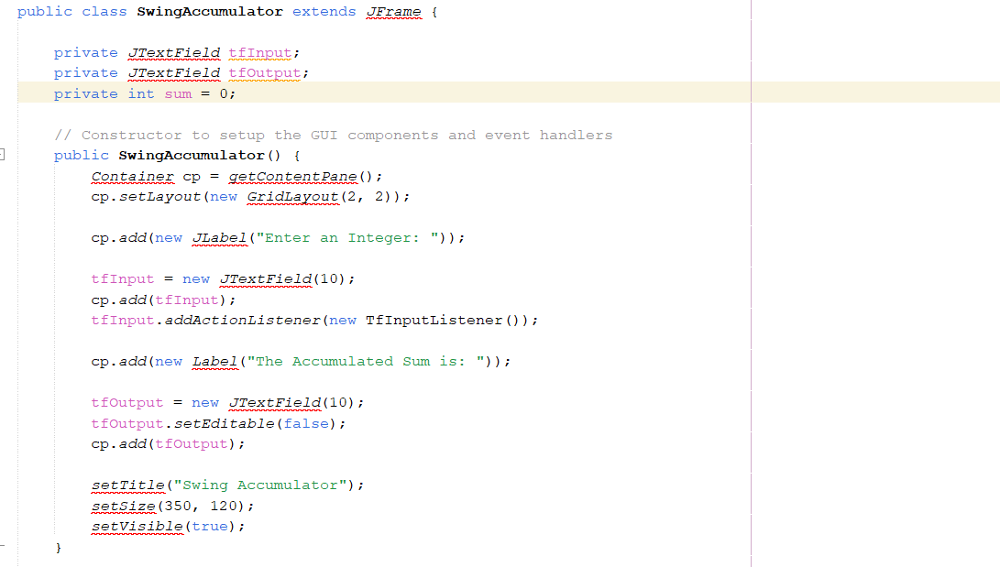 public class SwingAccumulator extends JFrame {
private JTextField tfInput;
private JTextField tfOutput;
private int sum = 0;
// Constructor to setup the GUI components and event handlers
public SwingAccumulator() {
Container cp = getContentPane();
cp.setLayout(new GridLayout(2, 2));
cp.add(new JLabel("Enter an Integer: "));
tfInput = new JTextField(10);
cp.add(tfInput);
tfInput.addActionListener(new TfInputListener());
cp.add(new Label("The Accumulated Sum is: "));
tfOutput = new JTextField(10);
tfOutput.setEditable(false);
cp.add(tfOutput);
setTitle("Swing Accumulator");
setSize(350, 120);
setVisible(true);
}